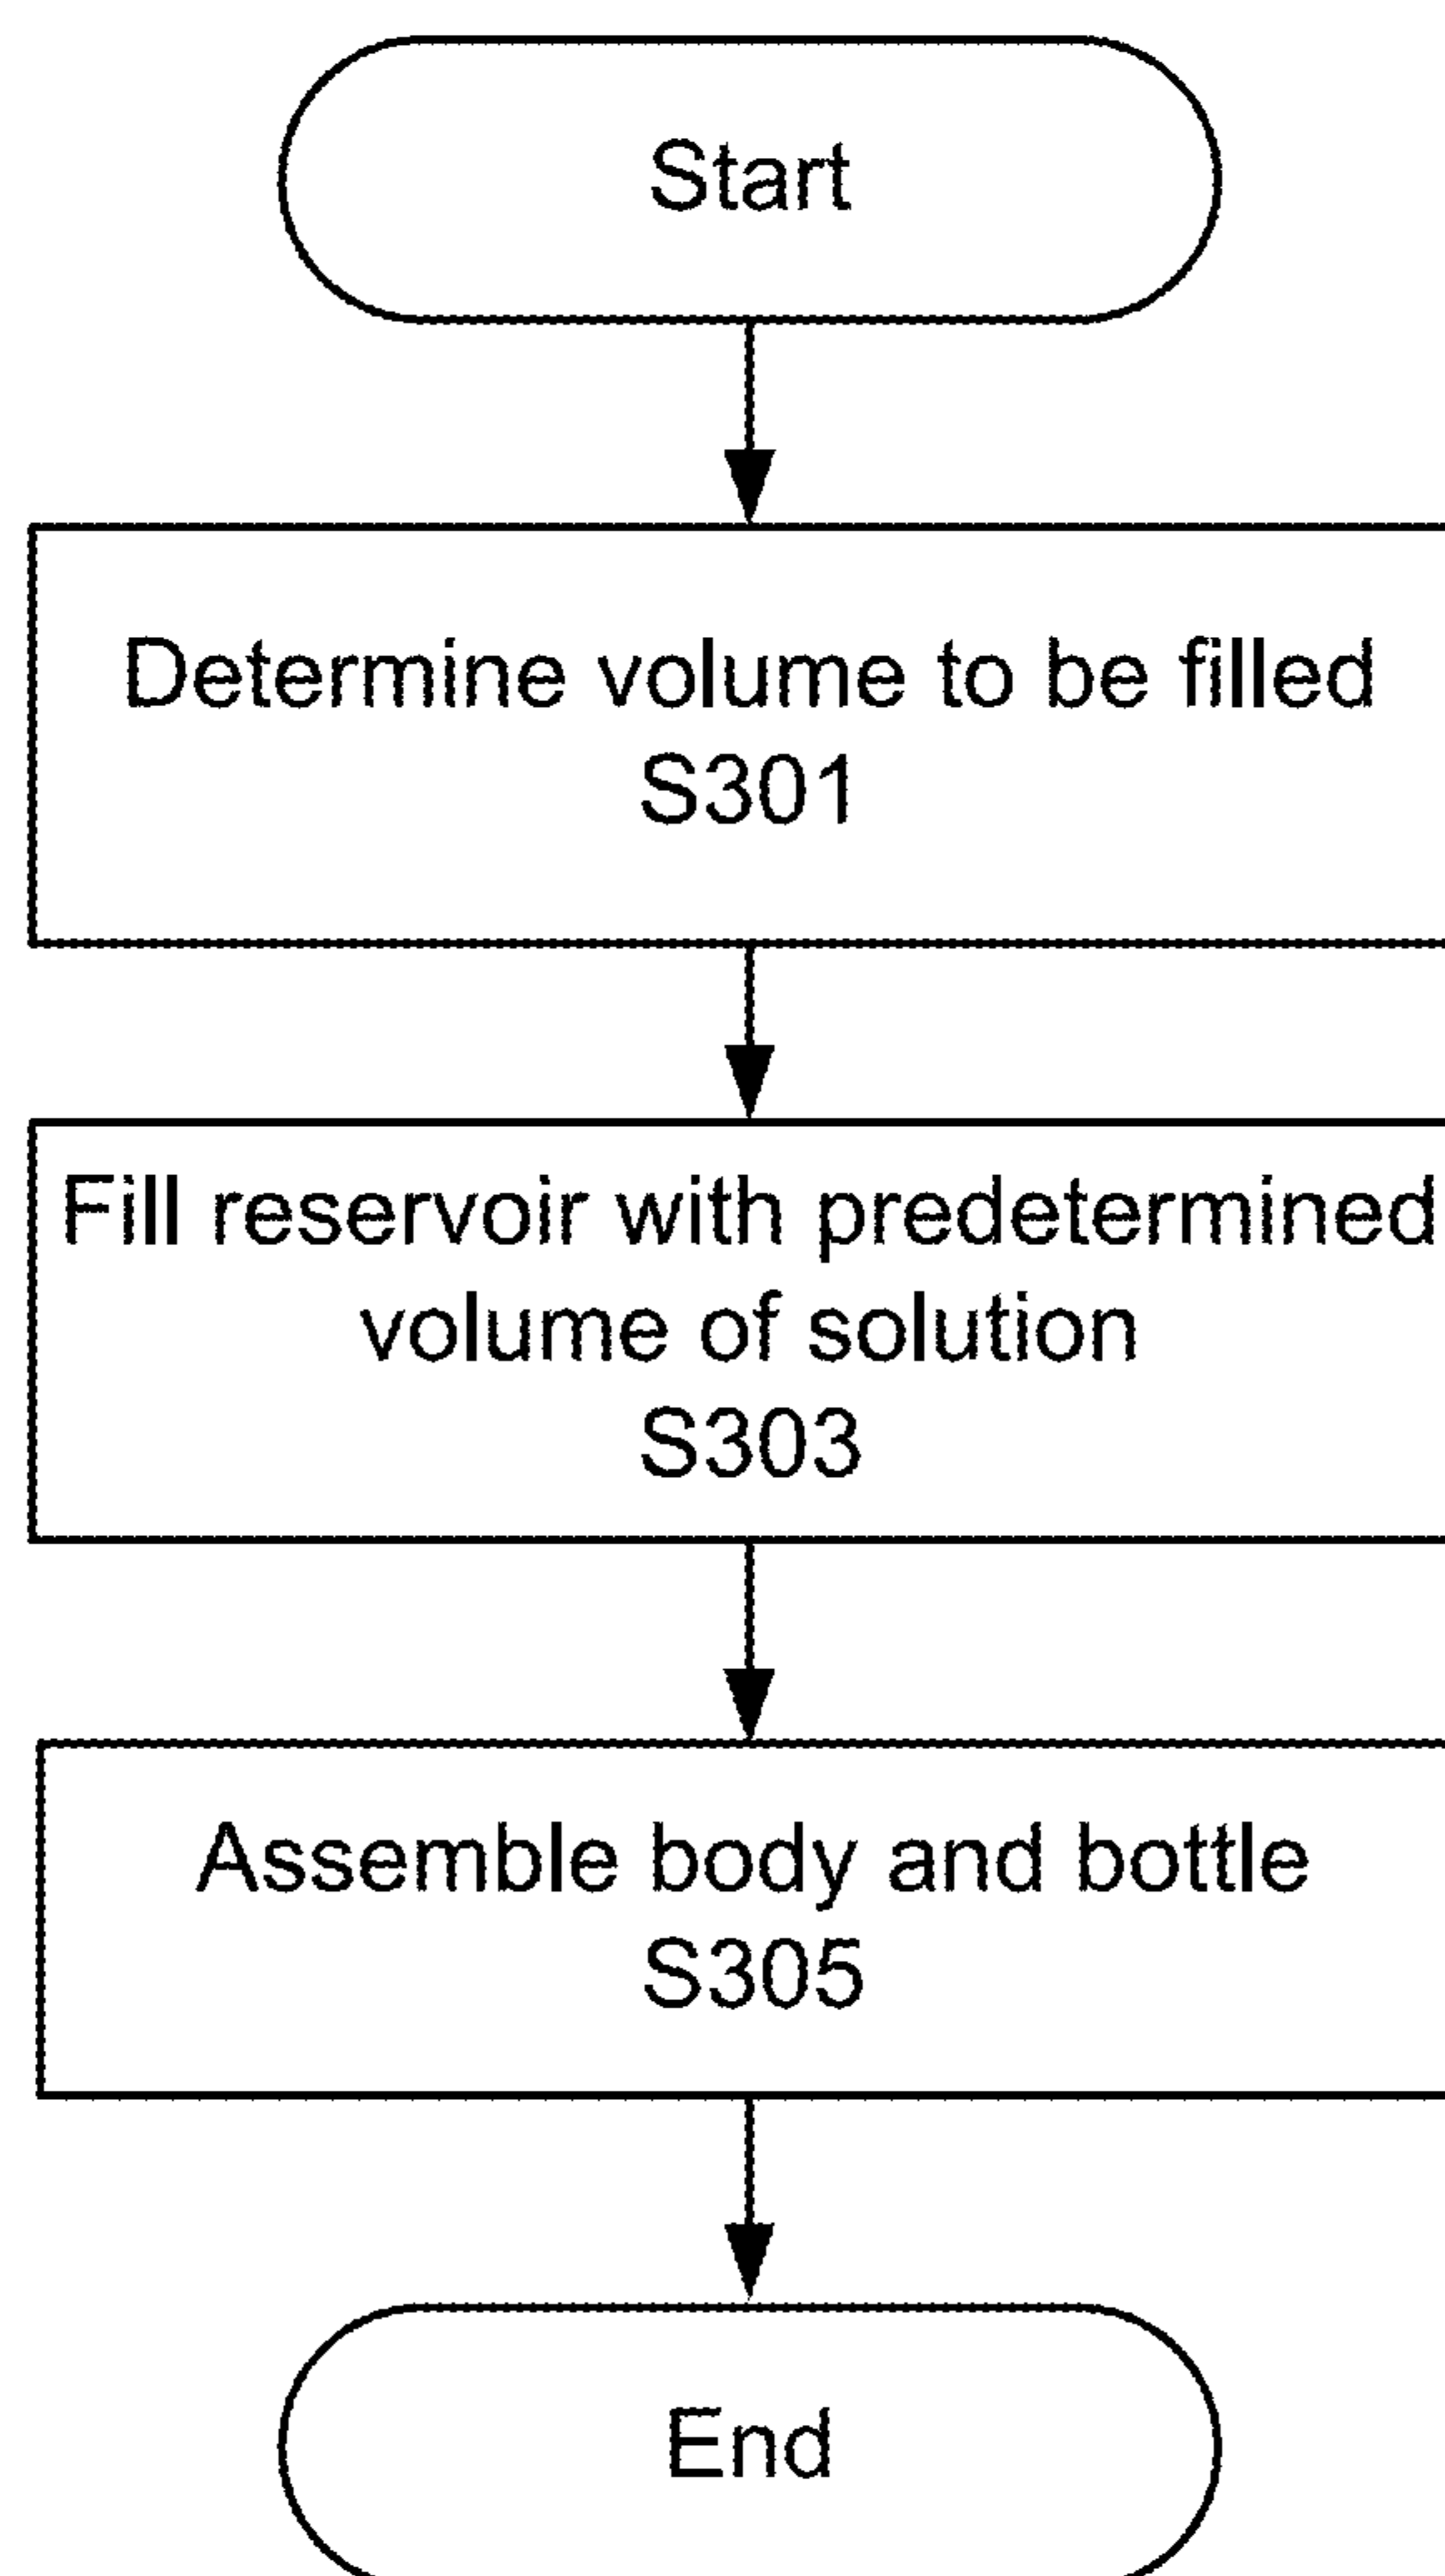 Start
Determine volume to be filled
S301
Fill reservoir with predetermined
volume of solution
S303
Assemble body and bottle
S305
End